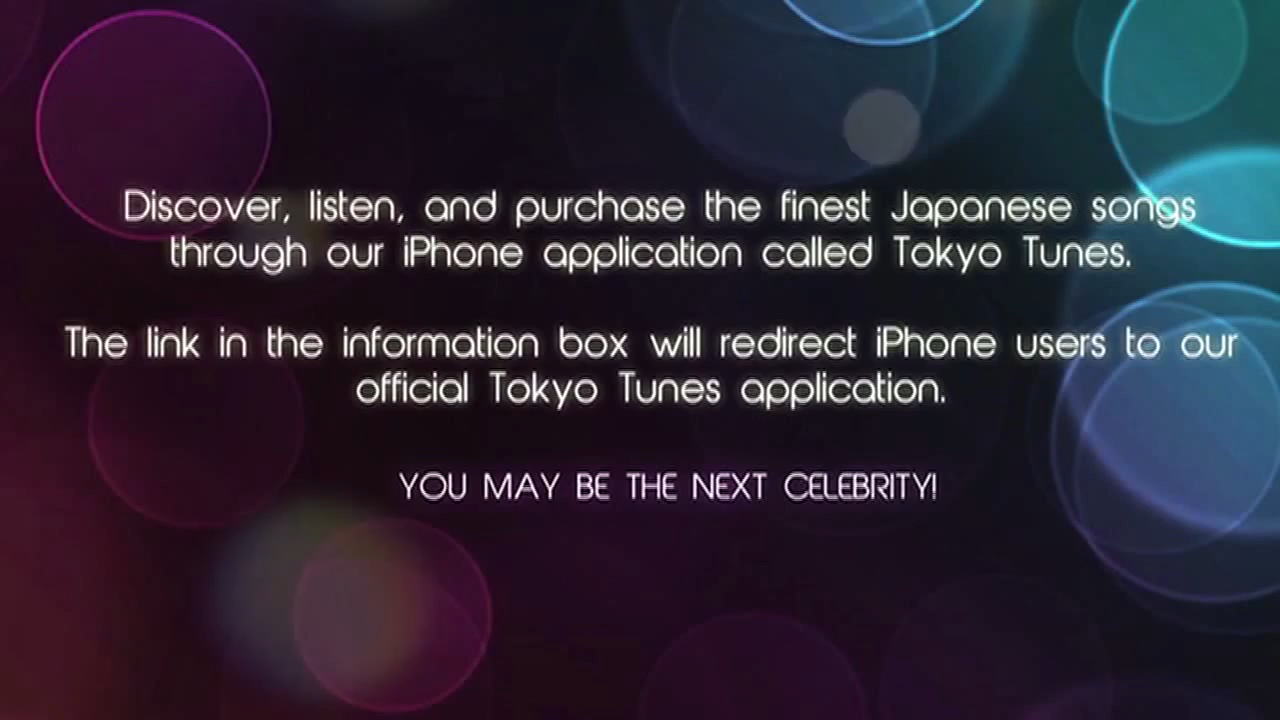 Discover, listen, and purchase the finest Japanese songs
through our iPhone application called Tokyo Tunes.
The link in the information box will redirect iPhone users to our
official Tokyo Tunes application.
YOU MAY BE THE NEXT CELEBRITY!